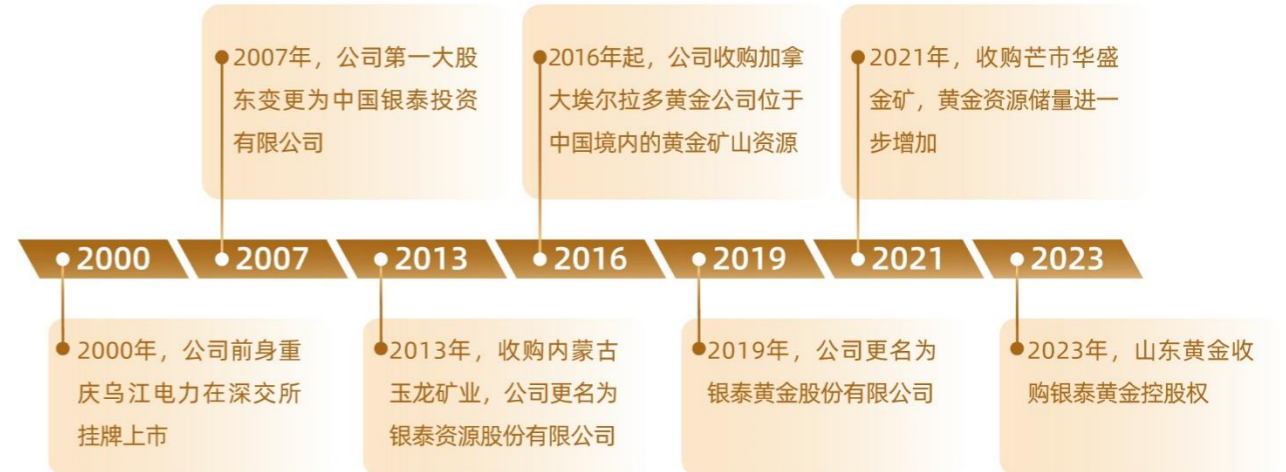 2007年，公司第一大股
东变更为中国银泰投资
有限公司
2016年起，公司收购加拿
大埃尔拉多黄金公司位于
中国境内的黄金矿山资源
2021年，收购芒市华盛
金矿，黄金资源储量进一
步增加
2000
2007
2013
2016
2019
2021
2023
2000年，公司前身重
庆乌江电力在深交所
挂牌上市
2013年，收购内蒙古
玉龙矿业，公司更名为
银泰资源股份有限公司
2019年，公司更名为
银泰黄金股份有限公司
2023年，山东黄金收
购银泰黄金控股权